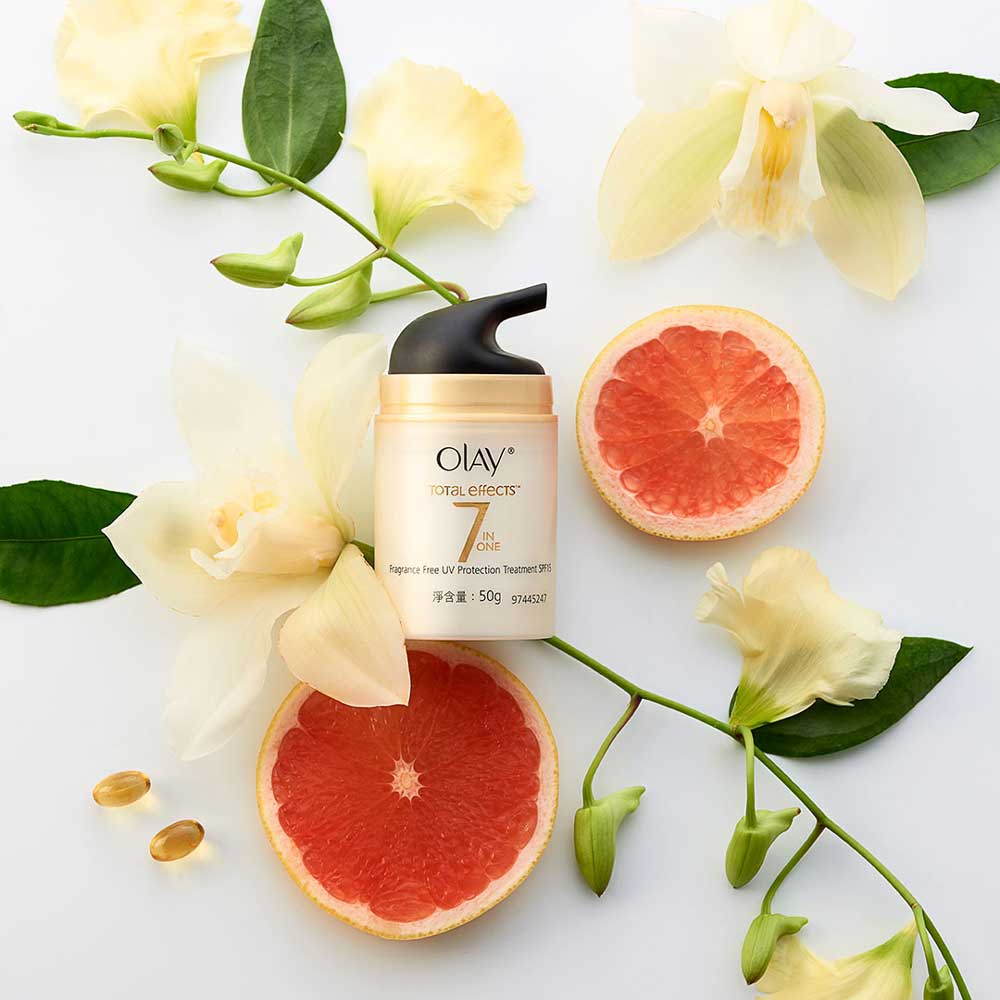 OLAY®
TOTAL EFFECTS™
7 IN
ONE
Fragrance Free UV Protection Treatment SPF15
淨含量：50g 97445247